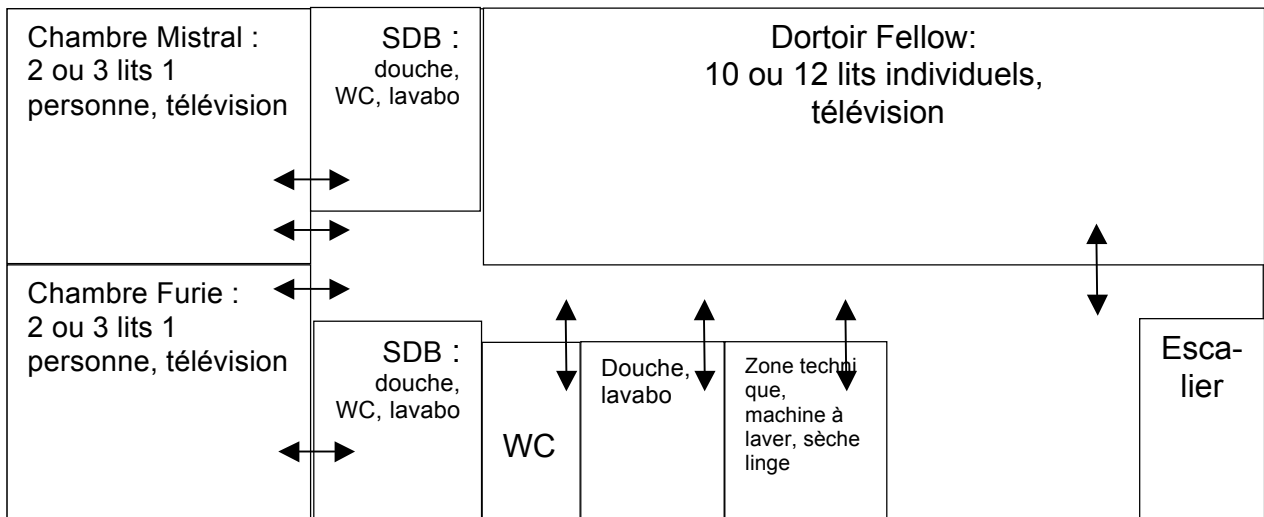 Chambre Mistral :
2 ou 3 lits 1
personne, télévision
SDB :
douche,
WC, lavabo
Dortoir Fellow:
10 ou 12 lits individuels,
télévision
Chambre Furie :
2 ou 3 lits 1
personne, télévision
SDB :
douche,
WC, lavabo
WC
Douche,
lavabo
Zone techni
que,
machine à
laver, sèche
linge
Esca-
lier